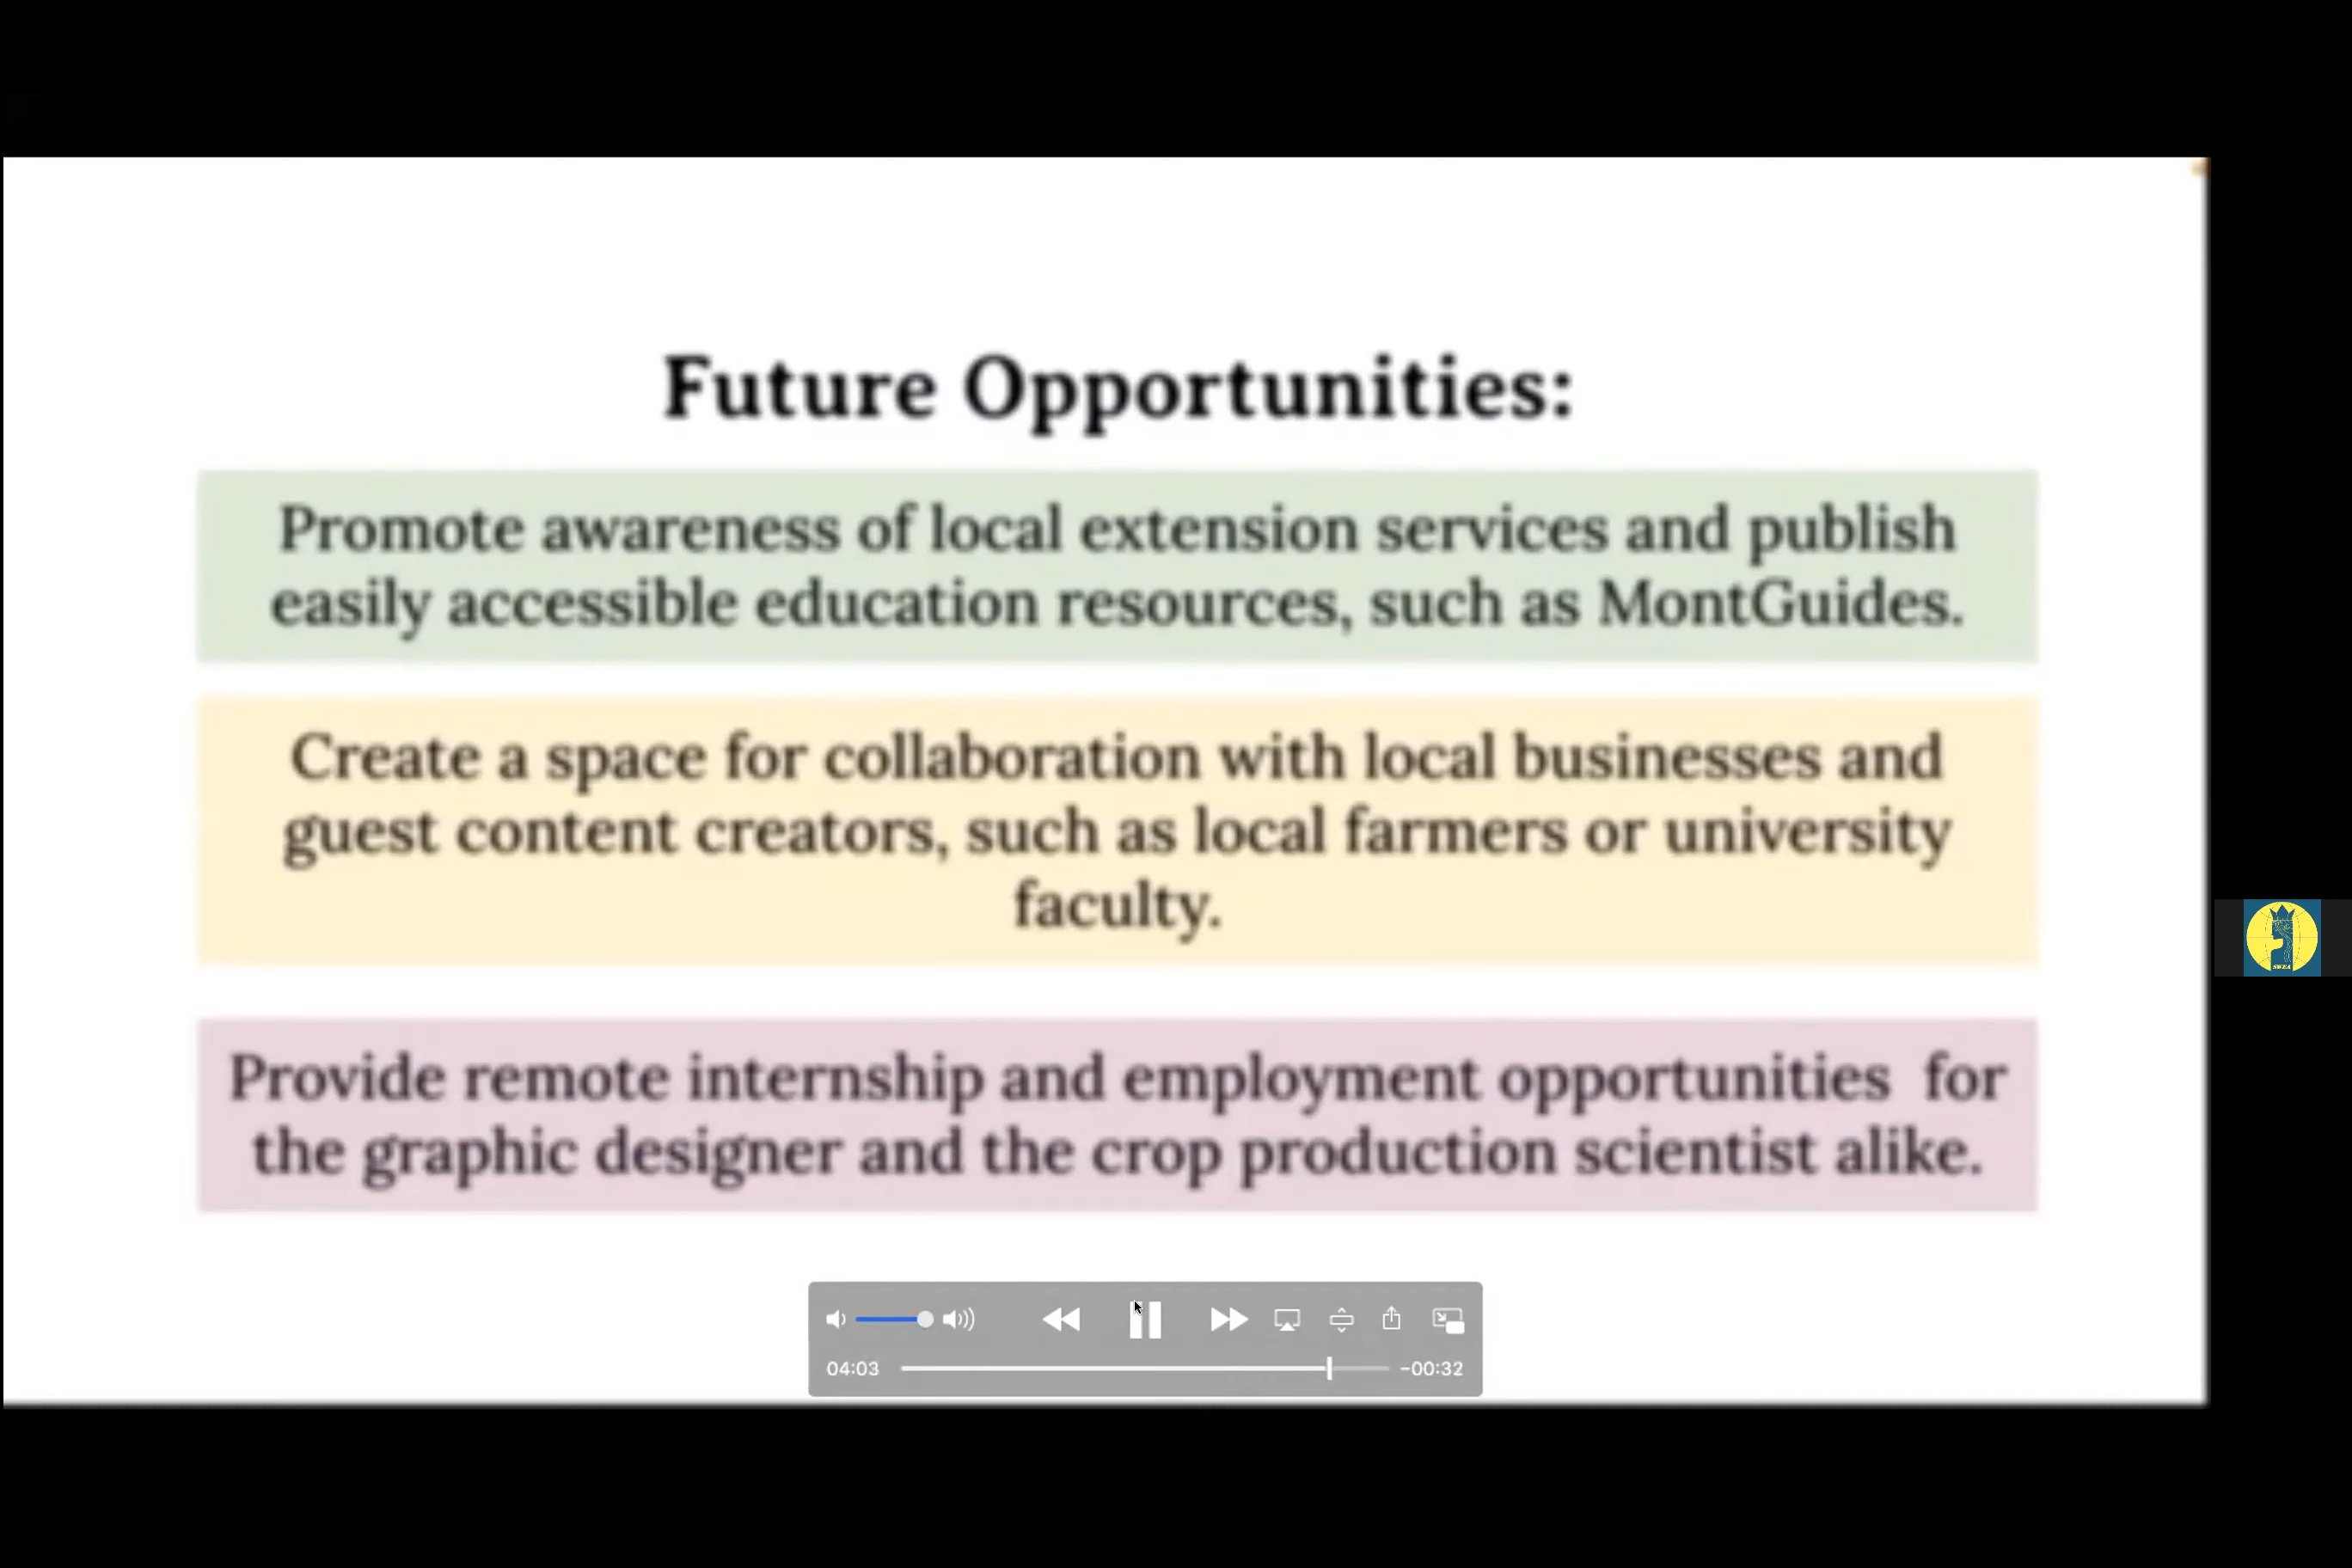 Future Opportunities:
Promote awareness of local extension services and publish
easily accessible education resources, such as MontGuides.
Create a space for collaboration with local businesses and
guest content creators, such as local farmers or university
faculty.
Provide remote internship and employment opportunities  for
the graphic designer and the crop production scientist alike.
04:03
-00:32